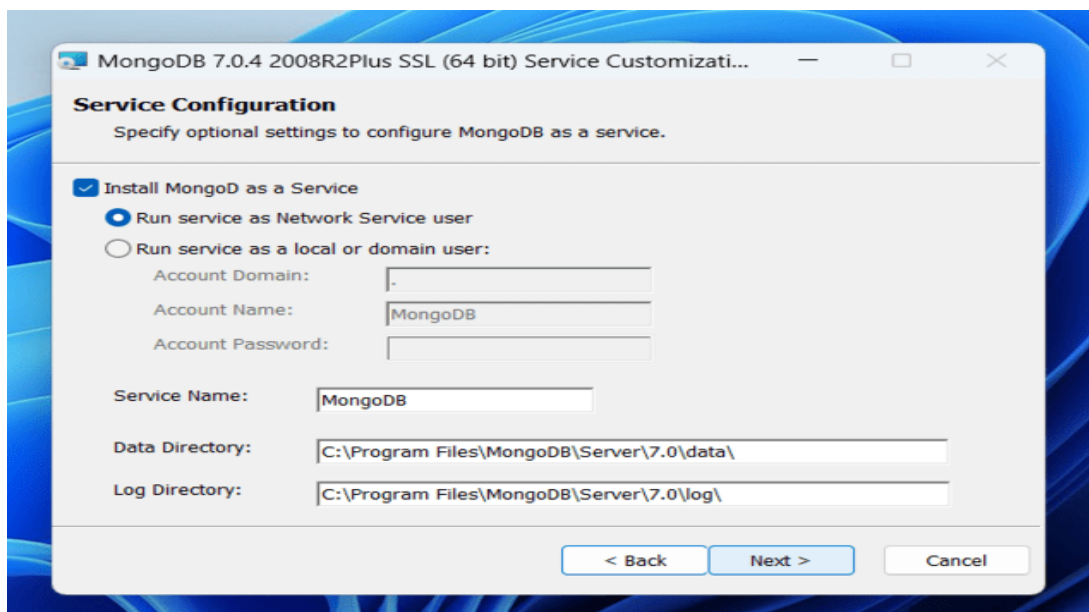 MongoDB 7.0.4 2008R2Plus SSL (64 bit) Service Customizati...
Service Configuration
Specify optional settings to configure MongoDB as a service.
Install MongoD as a Service
Run service as Network Service user
Run service as a local or domain user:
Account Domain: .
Account Name: MongoDB
Account Password:
Service Name: MongoDB
Data Directory: C:\Program Files\MongoDB\Server\7.0\data\
Log Directory: C:\Program Files\MongoDB\Server\7.0\log\
< Back Next > Cancel